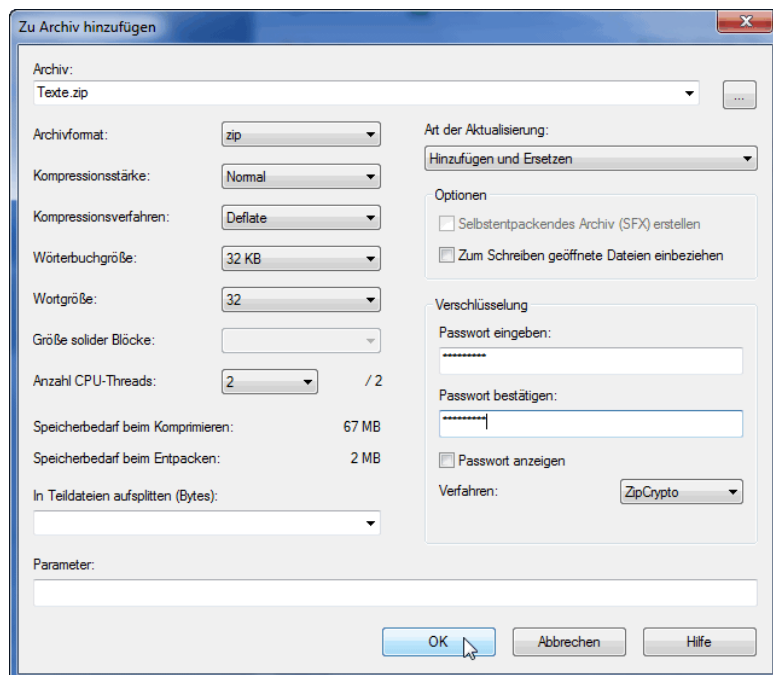 Zu Archiv hinzufügen
Archiv:
Texte.zip
...
Archivformat:
zip
Kompressionsstärke:
Normal
Kompressionsverfahren:
Deflate
Wörterbuchgröße:
32 KB
Wortgröße:
32
Größe solider Blöcke:
Anzahl CPU-Threads:
2
/ 2
Speicherbedarf beim Komprimieren:
67 MB
Speicherbedarf beim Entpacken:
2 MB
In Teildateien aufsplitten (Bytes):
Art der Aktualisierung:
Hinzufügen und Ersetzen
Optionen
Selbstentpackendes Archiv (SFX) erstellen
Zum Schreiben geöffnete Dateien einbeziehen
Verschlüsselung
Passwort eingeben:
*********
Passwort bestätigen:
*********
Passwort anzeigen
Verfahren:
ZipCrypto
Parameter:
OK
Abbrechen
Hilfe